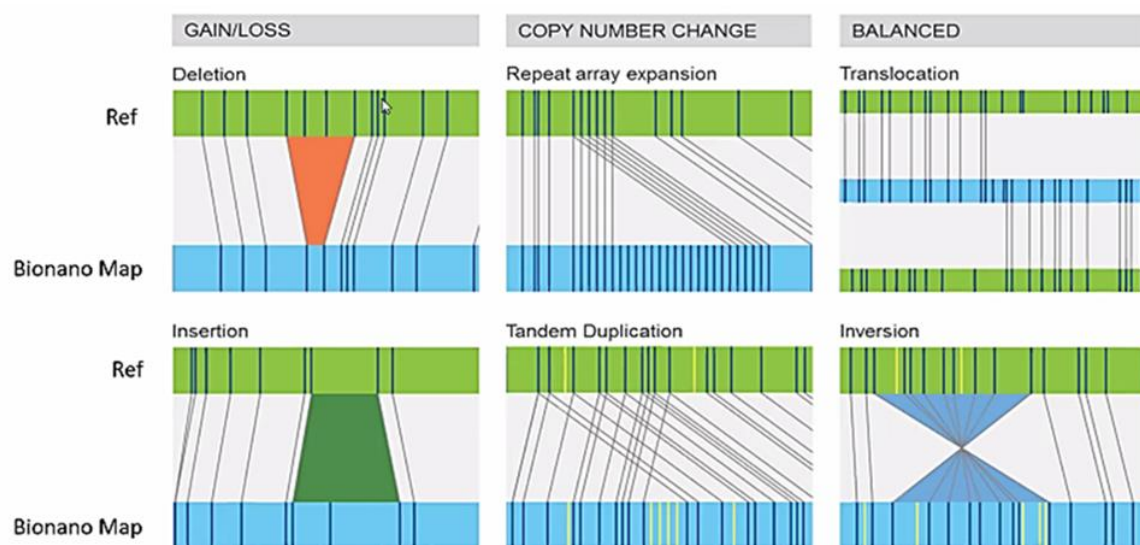 GAIN/LOSS
COPY NUMBER CHANGE
BALANCED
Deletion
Repeat array expansion
Translocation
Ref
Bionano Map
Insertion
Tandem Duplication
Inversion
Ref
Bionano Map